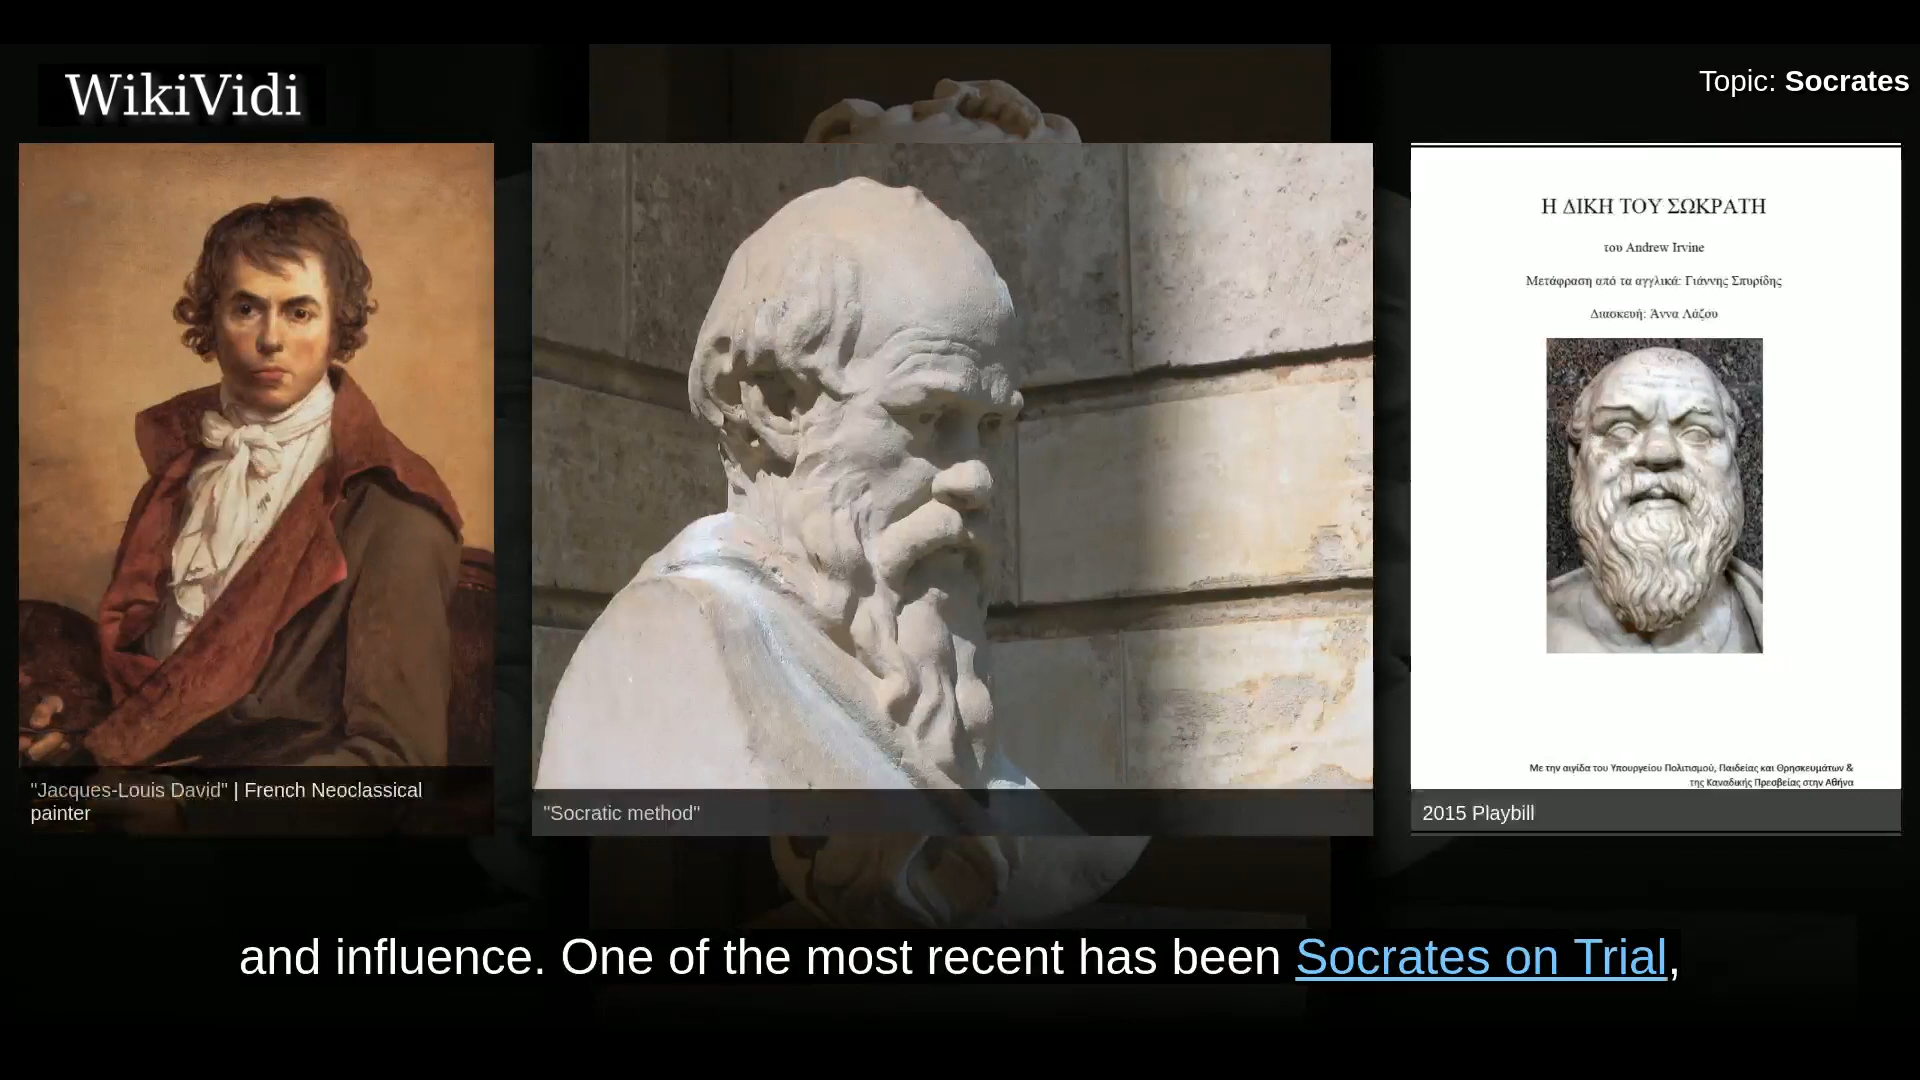 WikiVidi
Topic: Socrates
"Jacques-Louis David" | French Neoclassical
painter
"Socratic method"
Η ΔΙΚΗ ΤΟΥ ΣΩΚΡΑΤΗ
του Andrew Irvine
Μετάφραση από τα αγγλικά: Γιάννης Σπυρίδης
Διασκευή: Άννα Λάζου
Με την αιγίδα του Υπουργείου Πολιτισμού, Παιδείας και Θρησκευμάτων &
της Καναδικής Πρεσβείας στην Αθήνα
2015 Playbill
and influence. One of the most recent has been Socrates on Trial,